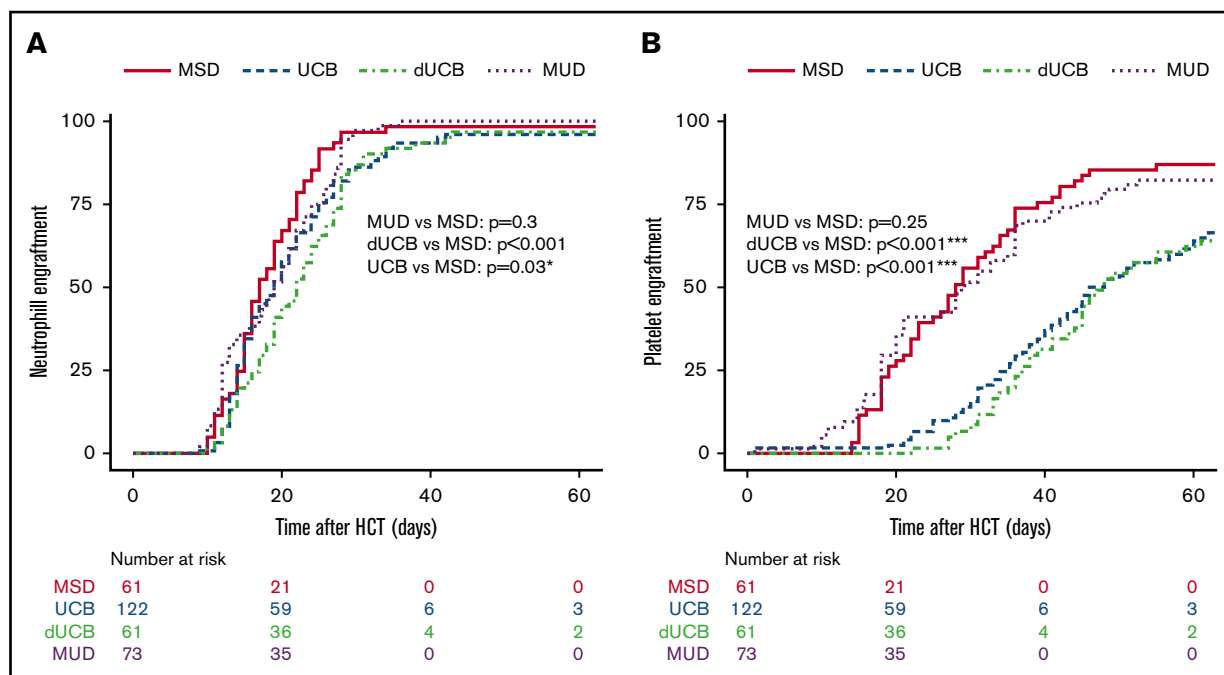 A
MSD UCB dUCB MUD
Neutrophill engraftment
100
75
50
25
0
MUD vs MSD: p=0.3
dUCB vs MSD: p<0.001
UCB vs MSD: p=0.03*
0 20 40 60
Time after HCT (days)
Number at risk
MSD 61 21 0 0
UCB 122 59 6 3
dUCB 61 36 4 2
MUD 73 35 0 0
B
MSD UCB dUCB MUD
Platelet engraftment
100
75
50
25
0
MUD vs MSD: p=0.25
dUCB vs MSD: p<0.001***
UCB vs MSD: p<0.001***
0 20 40 60
Time after HCT (days)
Number at risk
MSD 61 21 0 0
UCB 122 59 6 3
dUCB 61 36 4 2
MUD 73 35 0 0